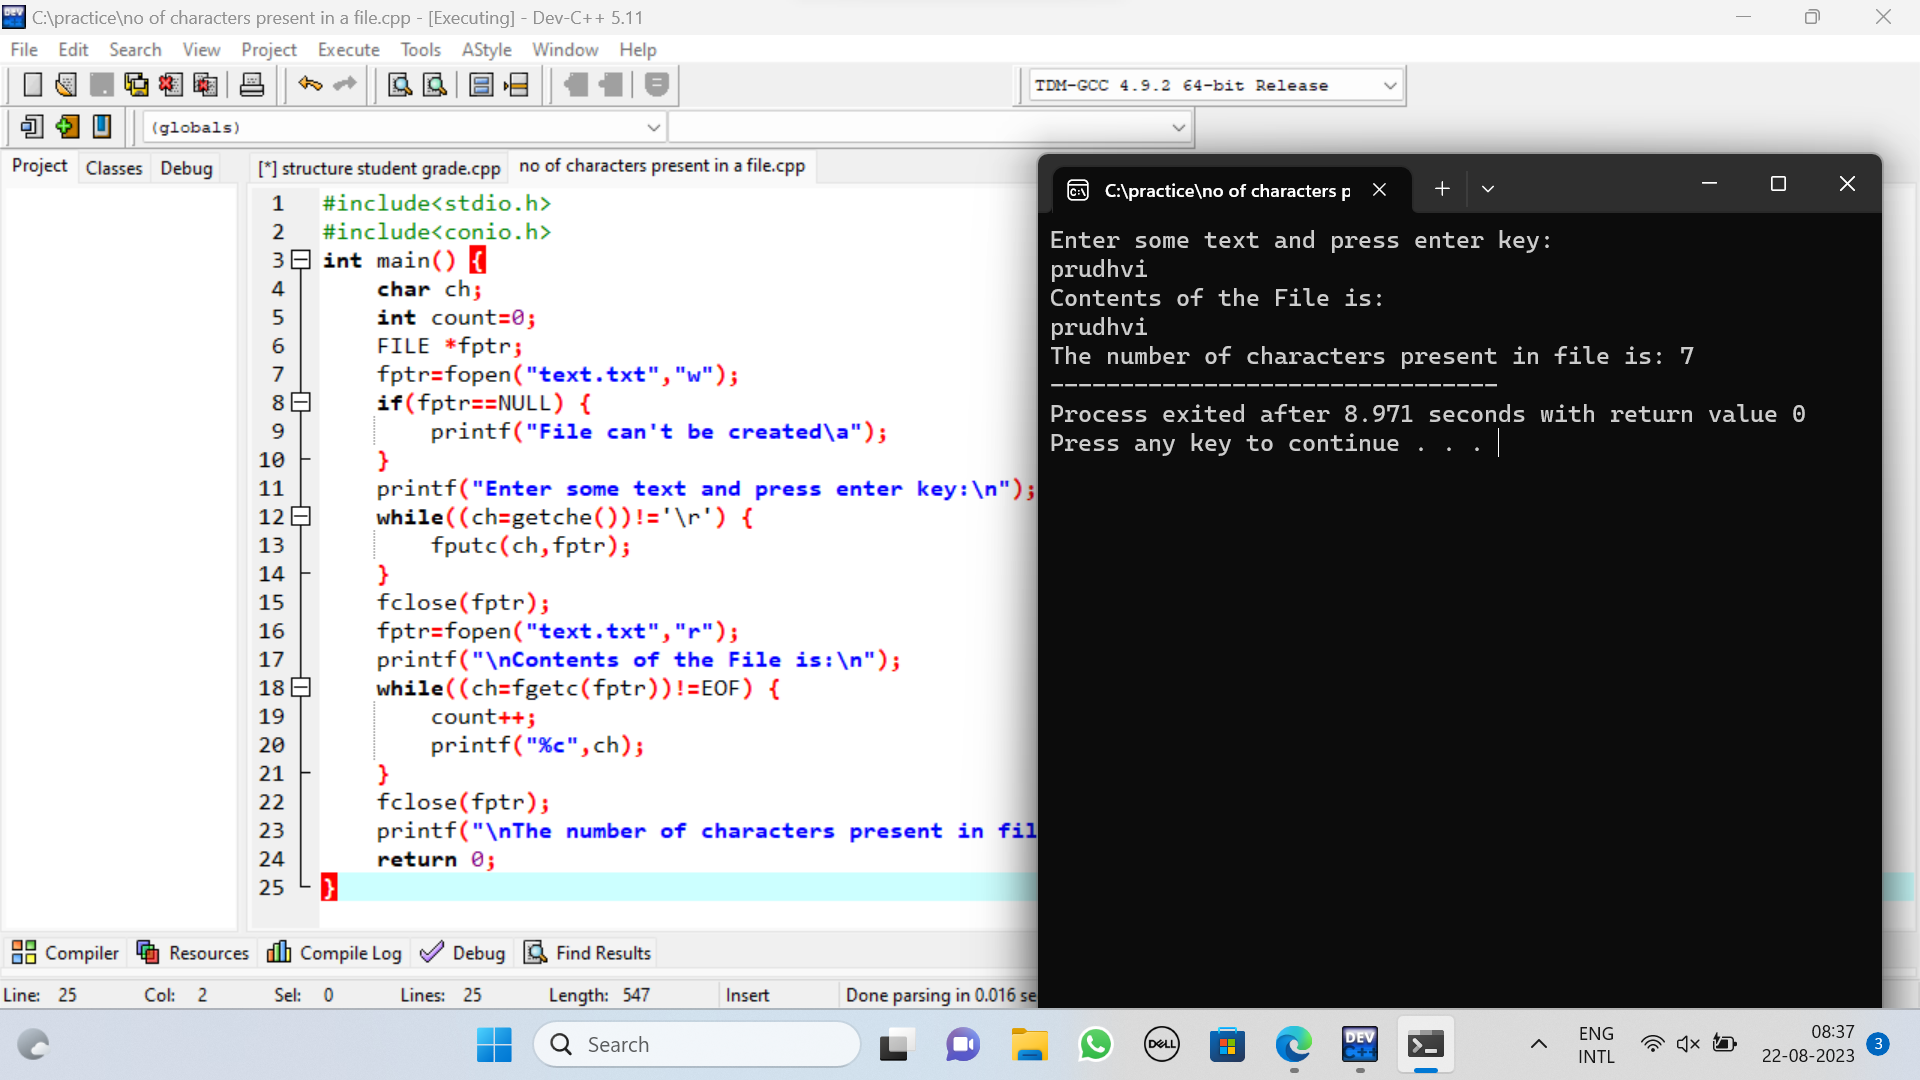 C:\practice\no of characters present in a file.cpp - [Executing] - Dev-C++ 5.11
File Edit Search View Project Execute Tools AStyle Window Help
TDM-GCC 4.9.2 64-bit Release
(globals)
Project Classes Debug
[*] structure student grade.cpp no of characters present in a file.cpp
1 #include<stdio.h>
2 #include<conio.h>
3 int main() {
4 char ch;
5 int count=0;
6 FILE *fptr;
7 fptr=fopen("text.txt","w");
8 if(fptr==NULL) {
9 printf("File can't be created\a");
10 }
11 printf("Enter some text and press enter key:\n");
12 while((ch=getche())!='\r') {
13 fputc(ch,fptr);
14 }
15 fclose(fptr);
16 fptr=fopen("text.txt","r");
17 printf("\nContents of the File is:\n");
18 while((ch=fgetc(fptr))!=EOF) {
19 count++;
20 printf("%c",ch);
21 }
22 fclose(fptr);
23 printf("\nThe number of characters present in fil
24 return 0;
25 }
C:\practice\no of characters p
Enter some text and press enter key:
prudhvi
Contents of the File is:
prudhvi
The number of characters present in file is: 7
--------------------------------
Process exited after 8.971 seconds with return value 0
Press any key to continue . . .
Compiler Resources Compile Log Debug Find Results
Line: 25 Col: 2 Sel: 0 Lines: 25 Length: 547 Insert Done parsing in 0.016 se
Search
DELL
DEV C++
ENG
INTL
08:37
22-08-2023
3